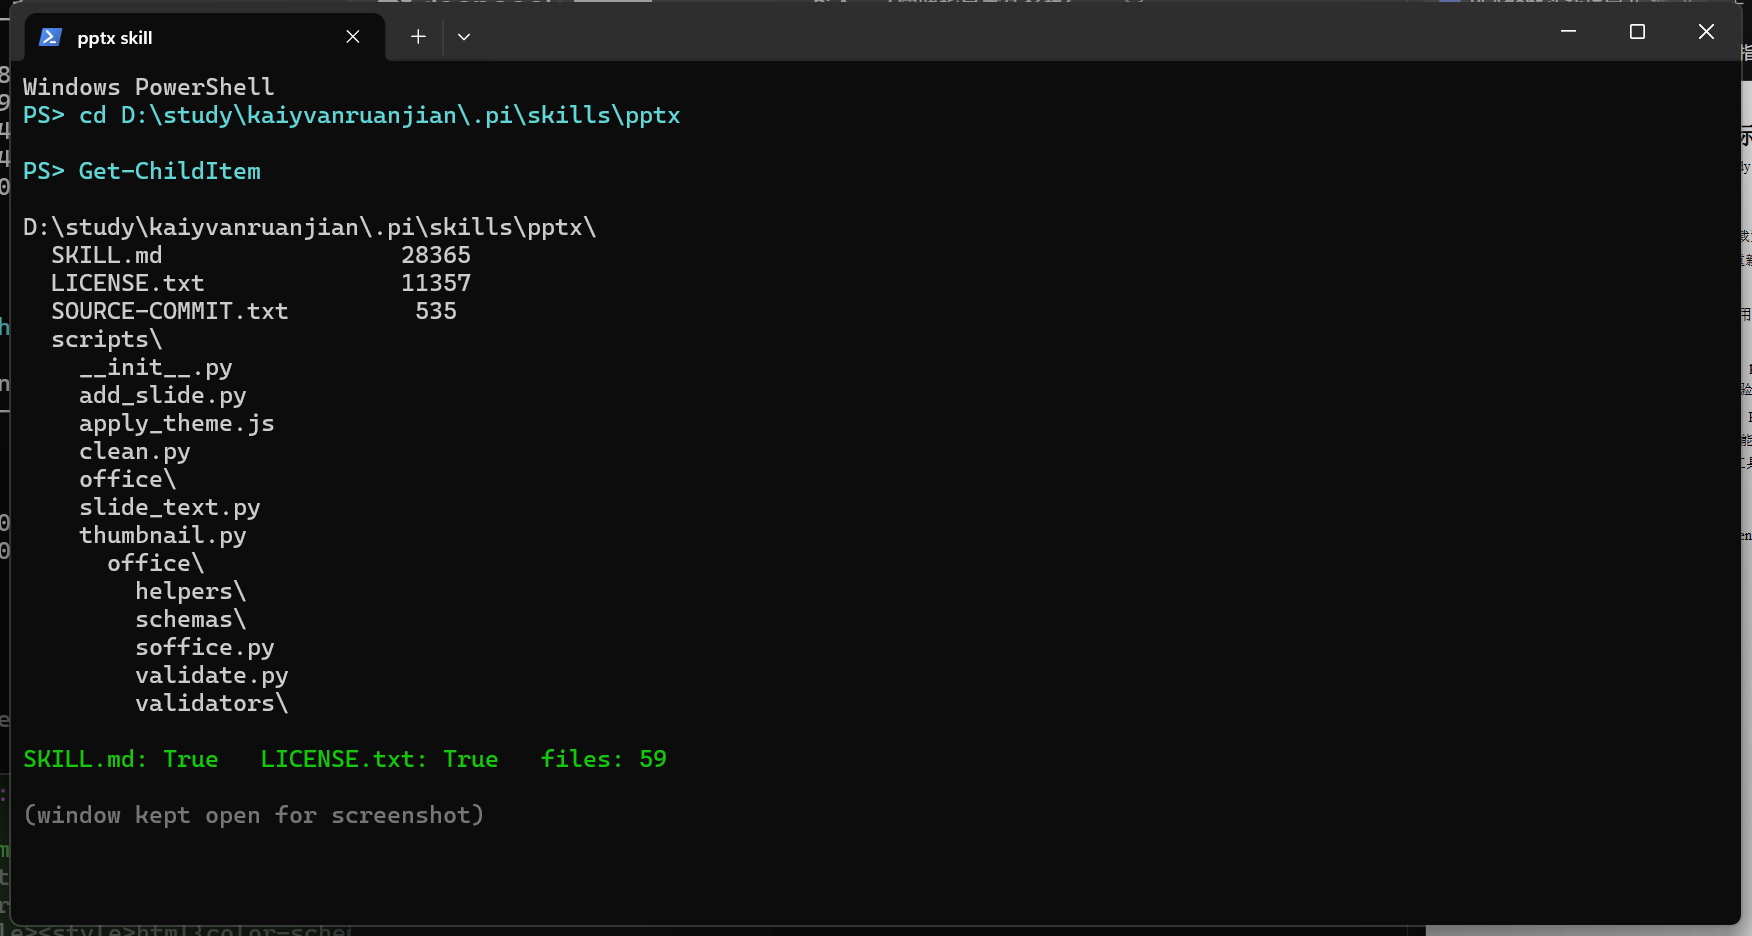 pptx skill
Windows PowerShell
PS> cd D:\study\kaiyvanruanjian\.pi\skills\pptx
PS> Get-ChildItem
D:\study\kaiyvanruanjian\.pi\skills\pptx\
SKILL.md 28365
LICENSE.txt 11357
SOURCE-COMMIT.txt 535
scripts\
__init__.py
add_slide.py
apply_theme.js
clean.py
office\
slide_text.py
thumbnail.py
office\
helpers\
schemas\
soffice.py
validate.py
validators\
SKILL.md: True LICENSE.txt: True files: 59
(window kept open for screenshot)